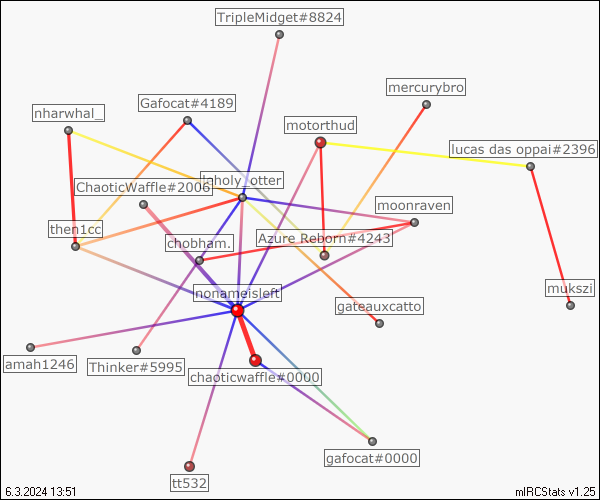 TripleMidget#8824
mercurybro
Gafocat#4189
nharwhal_
motorthud
lucas das oppai#2396
inholy_otter
ChaoticWaffle#2006
moonraven
then1cc
chobham.
Azure Reborn#4243
nonameisleft
mukszi
gateauxcatto
amah1246
Thinker#5995
chaoticwaffle#0000
gafocat#0000
tt532
6.3.2024 13:51
mIRCStats v1.25